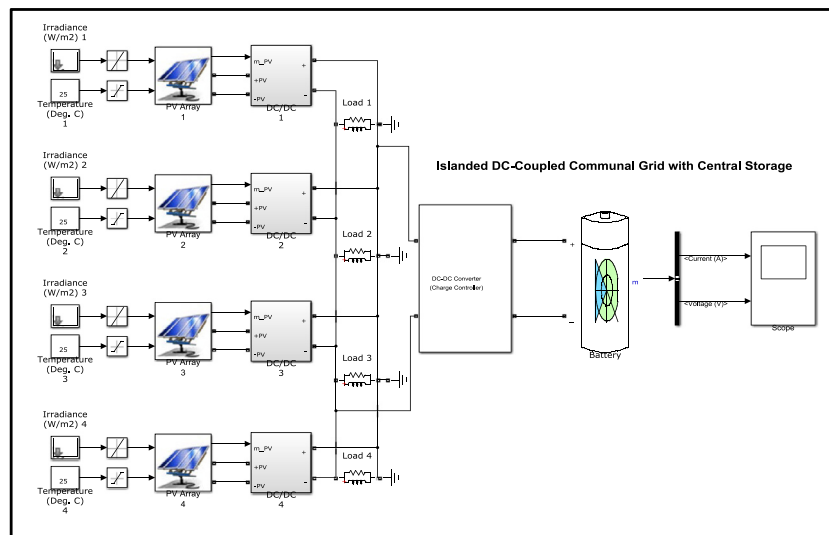 Irradiance
(W/m2) 1
25
Temperature
(Deg. C)
1
PV Array
1
m_PV
+PV
-PV
+
−
DC/DC
1
Load 1
Irradiance
(W/m2) 2
25
Temperature
(Deg. C)
2
PV Array
2
m_PV
+PV
-PV
+
−
DC/DC
2
Load 2
Irradiance
(W/m2) 3
25
Temperature
(Deg. C)
3
PV Array
3
m_PV
+PV
-PV
+
−
DC/DC
3
Load 3
Irradiance
(W/m2) 4
25
Temperature
(Deg. C)
4
PV Array
4
m_PV
+PV
-PV
+
−
DC/DC
4
Load 4
Islanded DC-Coupled Communal Grid with Central Storage
DC-DC Converter
(Charge Controller)
+
−
m
Battery
<Current (A)>
<Voltage (V)>
Scope